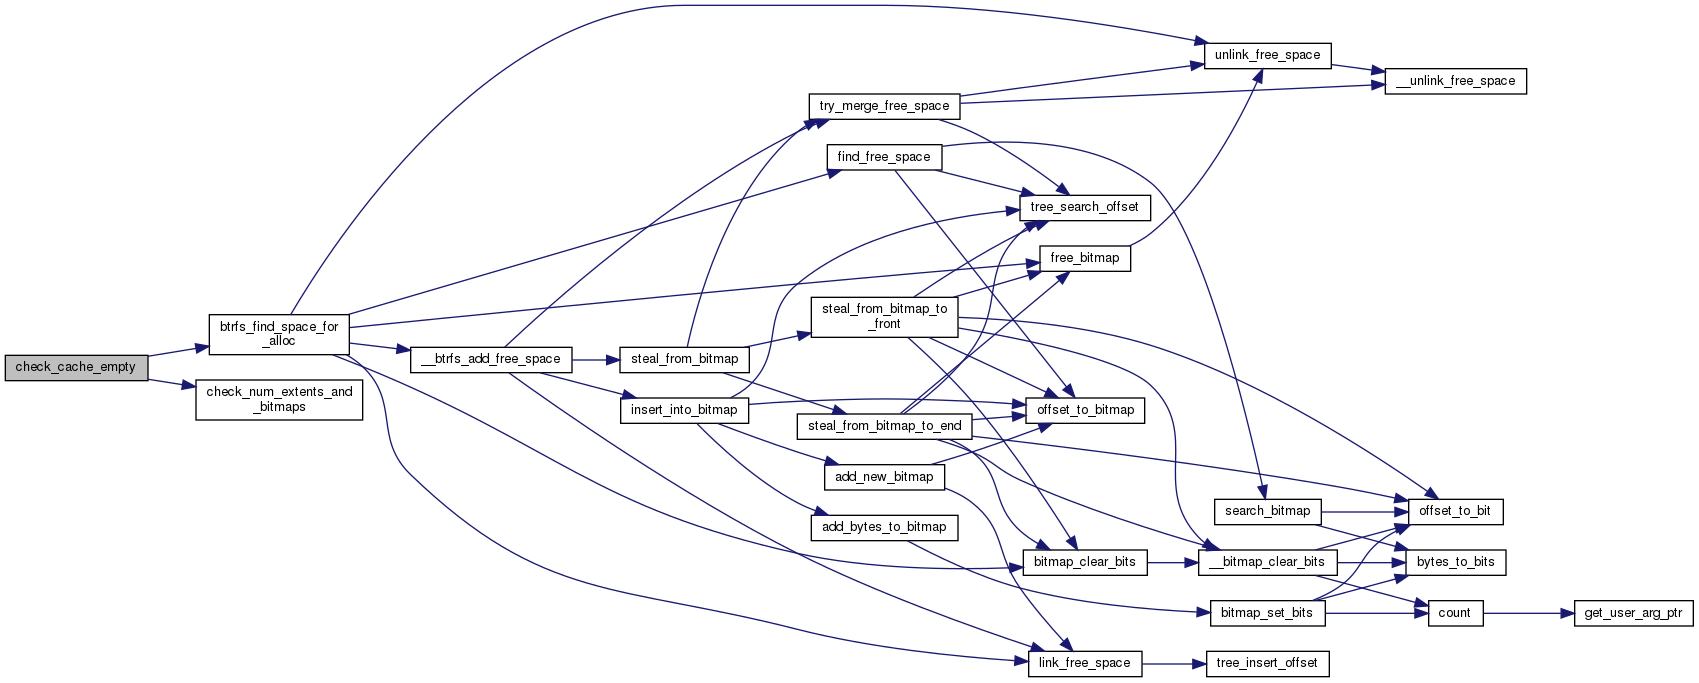 unlink_free_space
__unlink_free_space
try_merge_free_space
find_free_space
tree_search_offset
free_bitmap
steal_from_bitmap_to
_front
btrfs_find_space_for
_alloc
__btrfs_add_free_space
steal_from_bitmap
check_cache_empty
check_num_extents_and
_bitmaps
insert_into_bitmap
offset_to_bitmap
steal_from_bitmap_to_end
add_new_bitmap
search_bitmap
offset_to_bit
add_bytes_to_bitmap
bitmap_clear_bits
__bitmap_clear_bits
bytes_to_bits
bitmap_set_bits
count
get_user_arg_ptr
link_free_space
tree_insert_offset